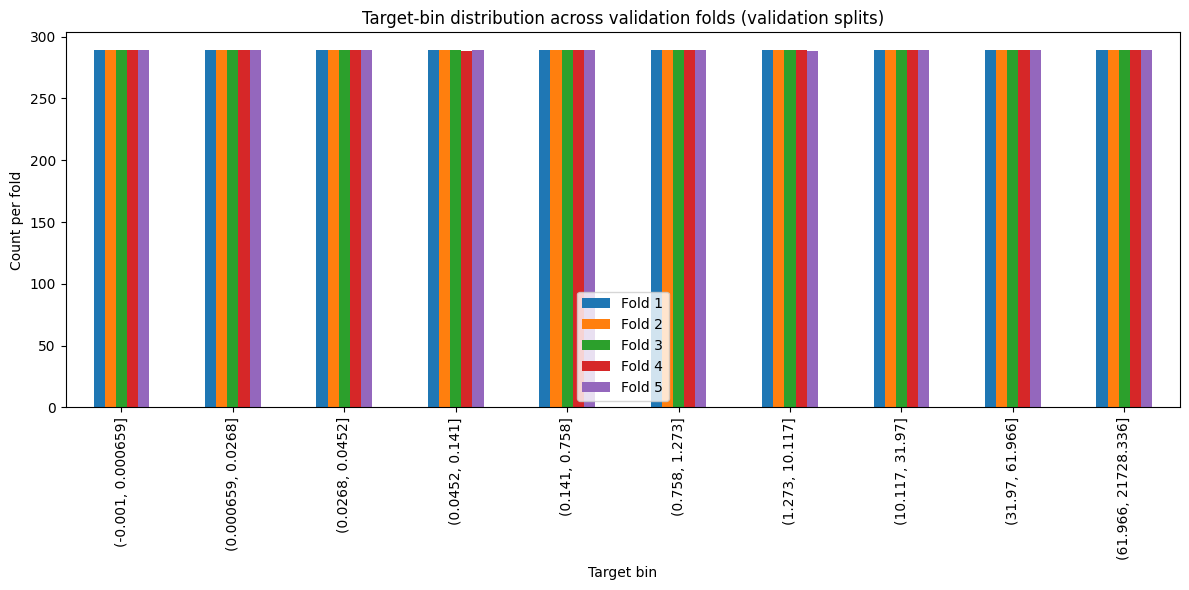 Target-bin distribution across validation folds (validation splits)
Count per fold
300
250
200
150
100
50
0
Fold 1
Fold 2
Fold 3
Fold 4
Fold 5
(-0.001, 0.000659]
(0.000659, 0.0268]
(0.0268, 0.0452]
(0.0452, 0.141]
(0.141, 0.758]
(0.758, 1.273]
(1.273, 10.117]
(10.117, 31.97]
(31.97, 61.966]
(61.966, 21728.336]
Target bin